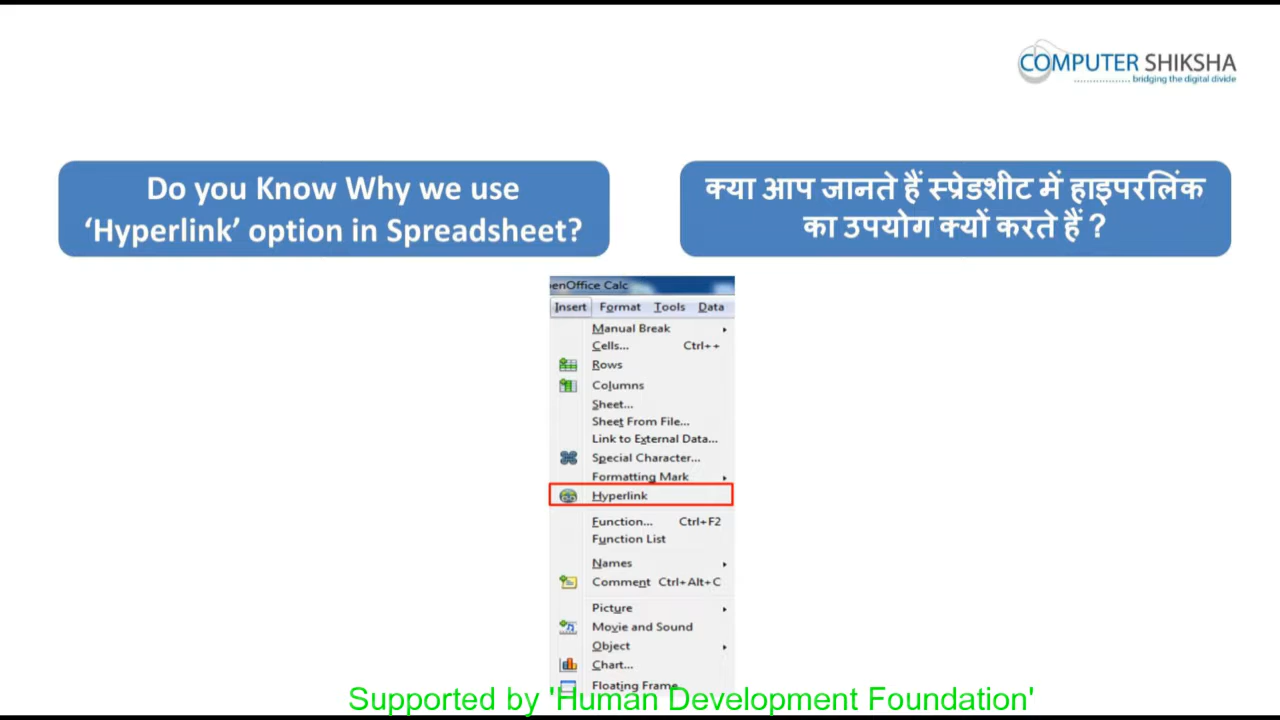 COMPUTER SHIKSHA
bridging the digital divide
Do you Know Why we use
‘Hyperlink’ option in Spreadsheet?
क्या आप जानते हैं स्प्रेडशीट में हाइपरलिंक
का उपयोग क्यों करते हैं ?
enOffice Calc
Insert Format Tools Data
Manual Break
Cells... Ctrl++
Rows
Columns
Sheet...
Sheet From File...
Link to External Data...
Special Character...
Formatting Mark
Hyperlink
Function... Ctrl+F2
Function List
Names
Comment Ctrl+Alt+C
Picture
Movie and Sound
Object
Chart...
Floating Frame
Supported by 'Human Development Foundation'